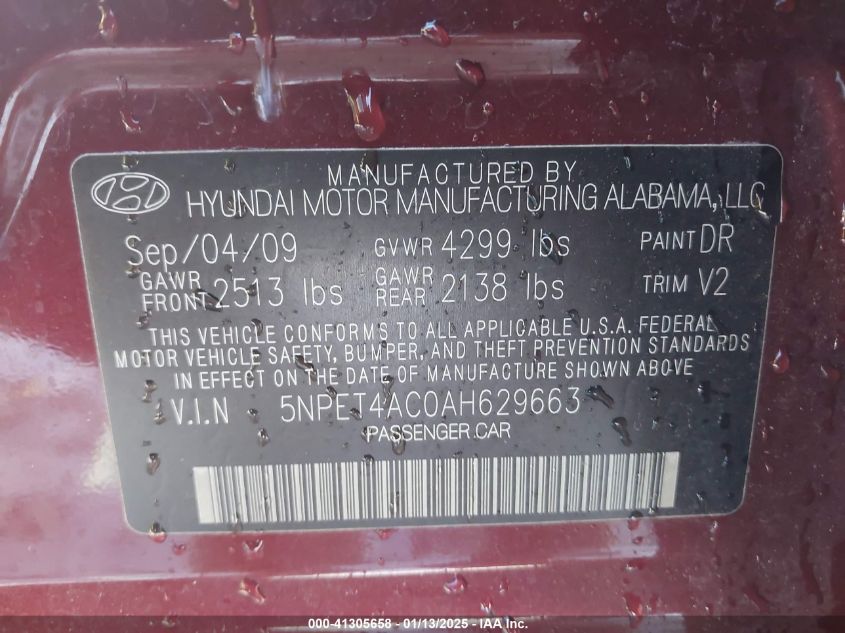 MANUFACTURED BY
HYUNDAI MOTOR MANUFACTURING ALABAMA, LLC
Sep/04/09 GVWR 4299 lbs PAINT DR
GAWR FRONT 2513 lbs GAWR REAR 2138 lbs TRIM V2
THIS VEHICLE CONFORMS TO ALL APPLICABLE U.S.A. FEDERAL
MOTOR VEHICLE SAFETY, BUMPER, AND THEFT PREVENTION STANDARDS
IN EFFECT ON THE DATE OF MANUFACTURE SHOWN ABOVE
V.I.N 5NPET4AC0AH629663
PASSENGER CAR
000-41305658 - 01/13/2025 - IAA Inc.